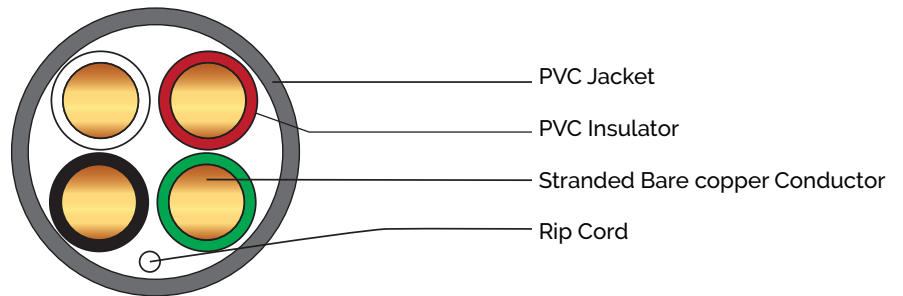 PVC Jacket
PVC Insulator
Stranded Bare copper Conductor
Rip Cord